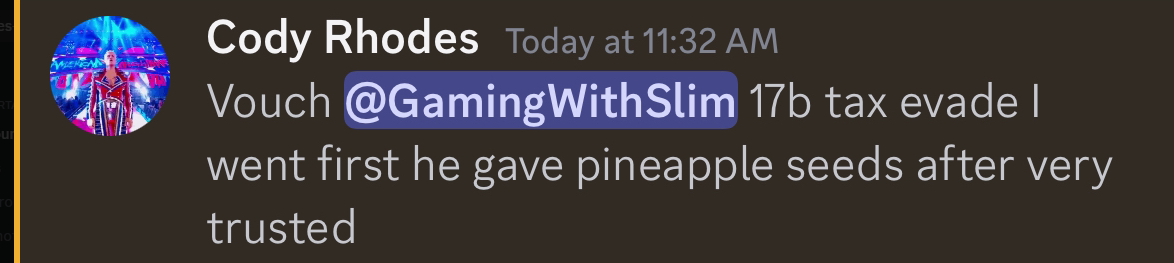 Cody Rhodes Today at 11:32 AM
Vouch @GamingWithSlim 17b tax evade I
went first he gave pineapple seeds after very
trusted